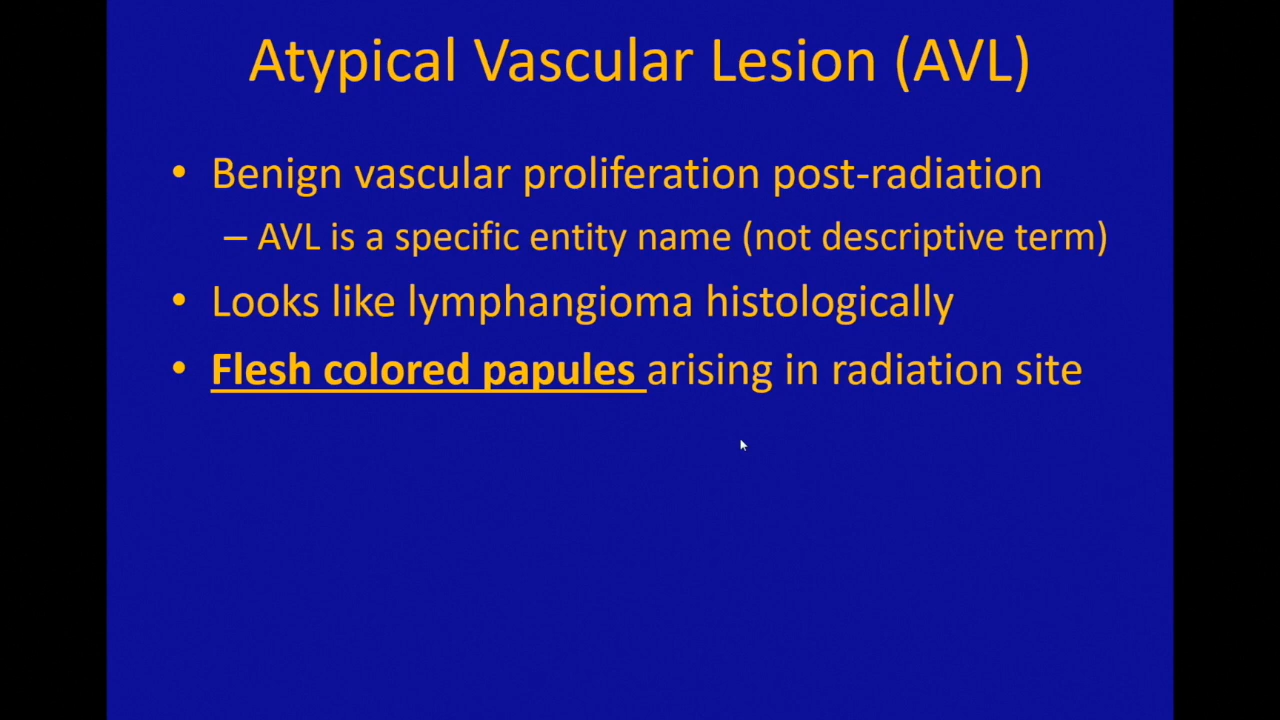 Atypical Vascular Lesion (AVL)
• Benign vascular proliferation post-radiation
– AVL is a specific entity name (not descriptive term)
• Looks like lymphangioma histologically
• Flesh colored papules arising in radiation site